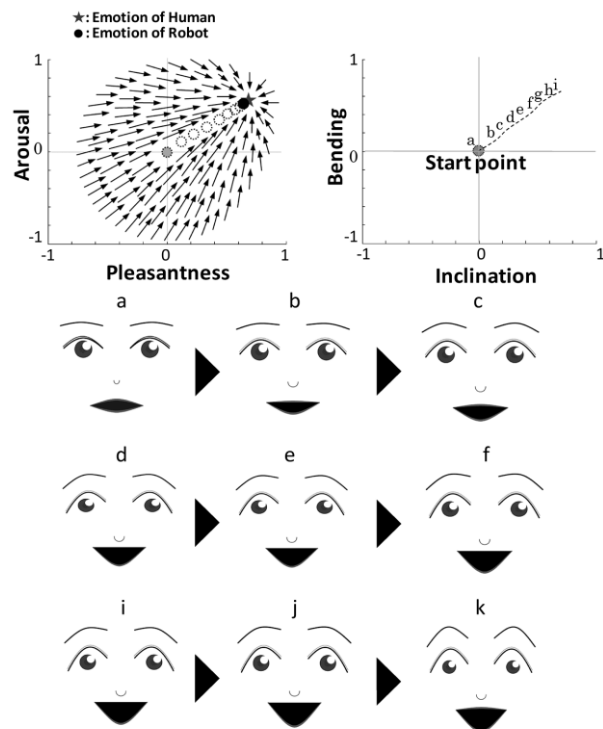 ★: Emotion of Human
●: Emotion of Robot
Arousal
1
0
-1
-1 0 1
Pleasantness
Bending
1
0
-1
a b c d e f g h i
Start point
-1 0 1
Inclination
a b c
d e f
i j k